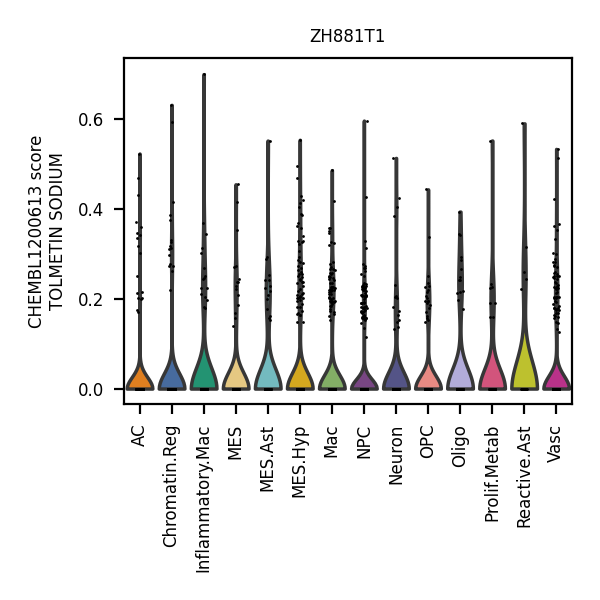 ZH881T1
CHEMBL1200613 score
TOLMETIN SODIUM
0.6
0.4
0.2
0.0
AC
Chromatin.Reg
Inflammatory.Mac
MES
MES.Ast
MES.Hyp
Mac
NPC
Neuron
OPC
Oligo
Prolif.Metab
Reactive.Ast
Vasc